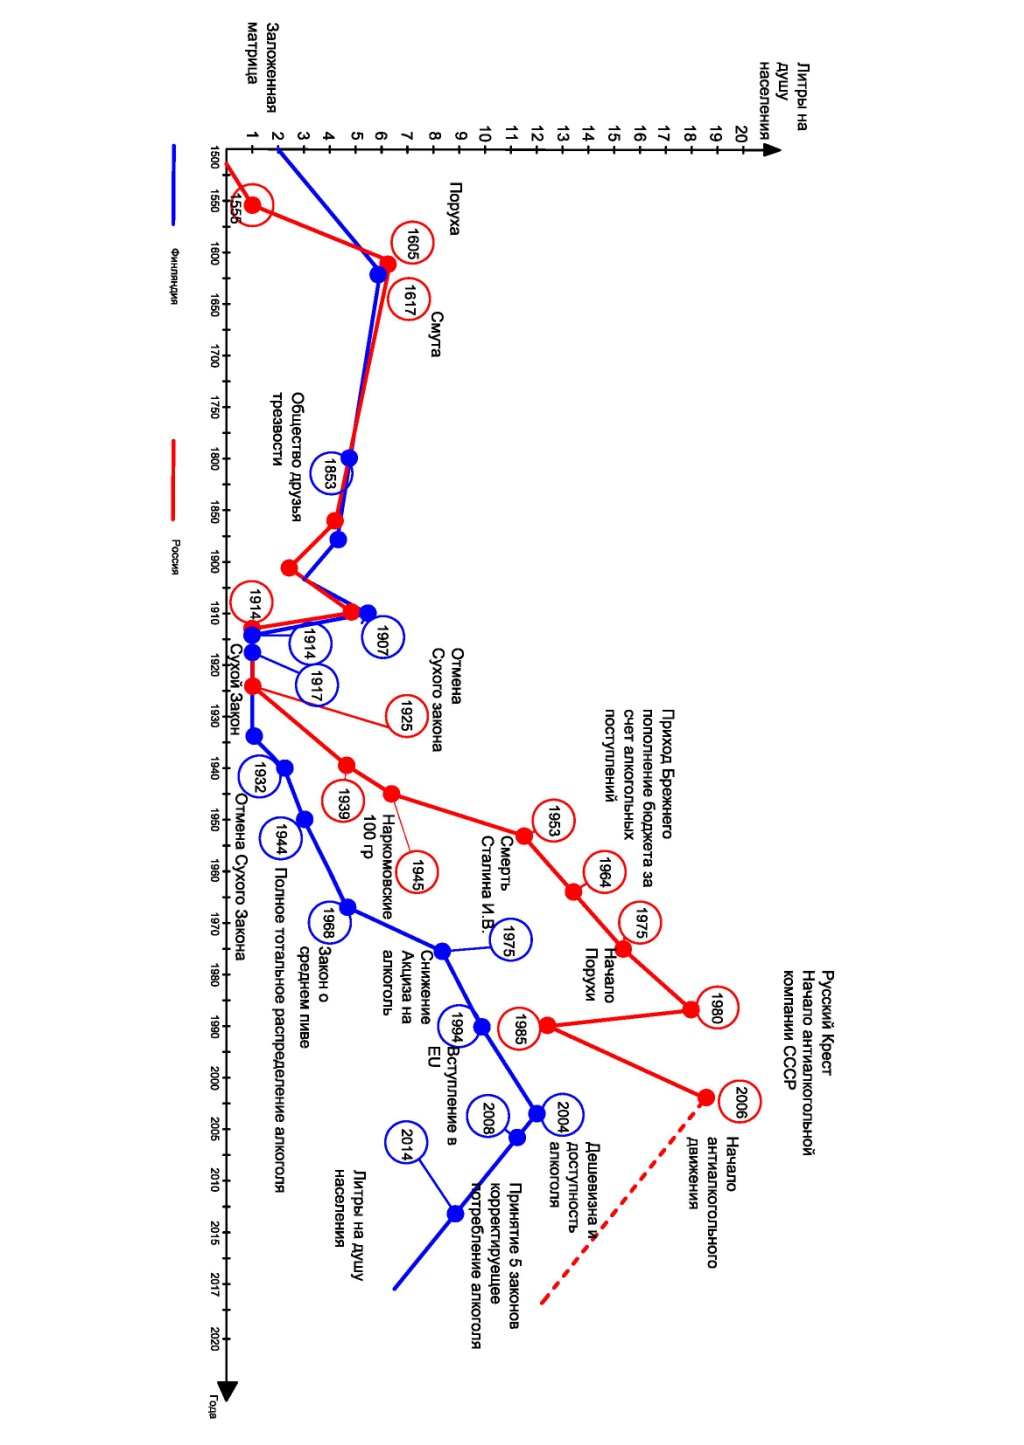 Литры на
душу
населения
20
19
18
17
16
15
14
13
12
11
10
9
8
7
6
5
4
3
2
1
Заложенная
матрица
1500
1550
1600
1650
1700
1750
1800
1850
1900
1910
1920
1930
1940
1950
1980
1970
1980
1990
2000
2005
2010
2015
2017
2020
Года
1555
Поруха
1605
1617
Смута
Общество друзья
трезвости
1853
1914
1914
1907
1917
Сухой Закон
Отмена
Сухого закона
1925
1932
Отмена Сухого Закона
1939
1944
Полное тотальное распределение алкоголя
Наркомовские
100 гр
1945
1953
Смерть
Сталина И.В.
Приход Брежнего
пополнение бюджета за
счет алкогольных
поступлений
1964
1968
Закон о
среднем пиве
1975
Начало
Порухи
1975
Снижение
Акциза на
алкоголь
1980
Русский Крест
Начало антиалкогольной
компании СССР
1985
1994
Вступление в
EU
2006
Начало
антиалкогольного
движения
2004
Дешевизна и
доступность
алкоголя
2008
Принятие 5 законов
корректируещее
потребление алкоголя
2014
Литры на душу
населения
Финляндия
Россия